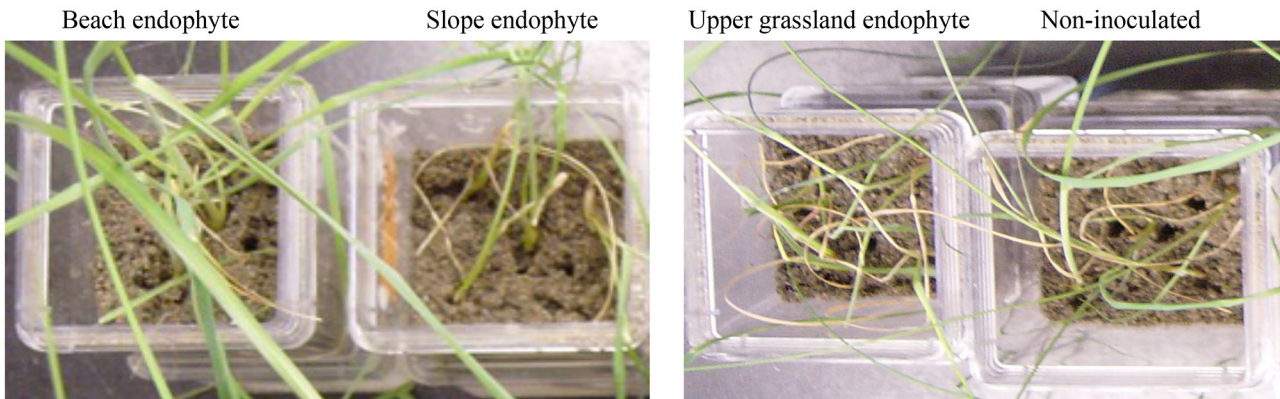 Beach endophyte
Slope endophyte
Upper grassland endophyte
Non-inoculated